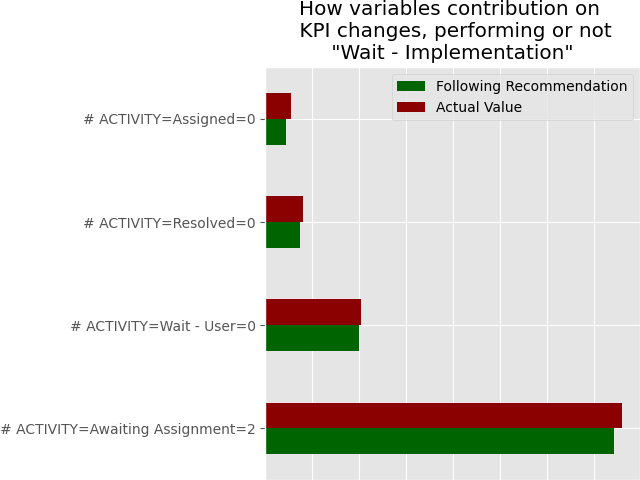 How variables contribution on
KPI changes, performing or not
"Wait - Implementation"
Following Recommendation
Actual Value
# ACTIVITY=Assigned=0
# ACTIVITY=Resolved=0
# ACTIVITY=Wait - User=0
# ACTIVITY=Awaiting Assignment=2